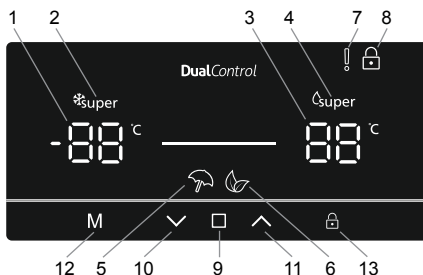 1 2 3 4 7 8
DualControl
super super
-88 °C 88 °C
M
12 5 10 9 11 6 13